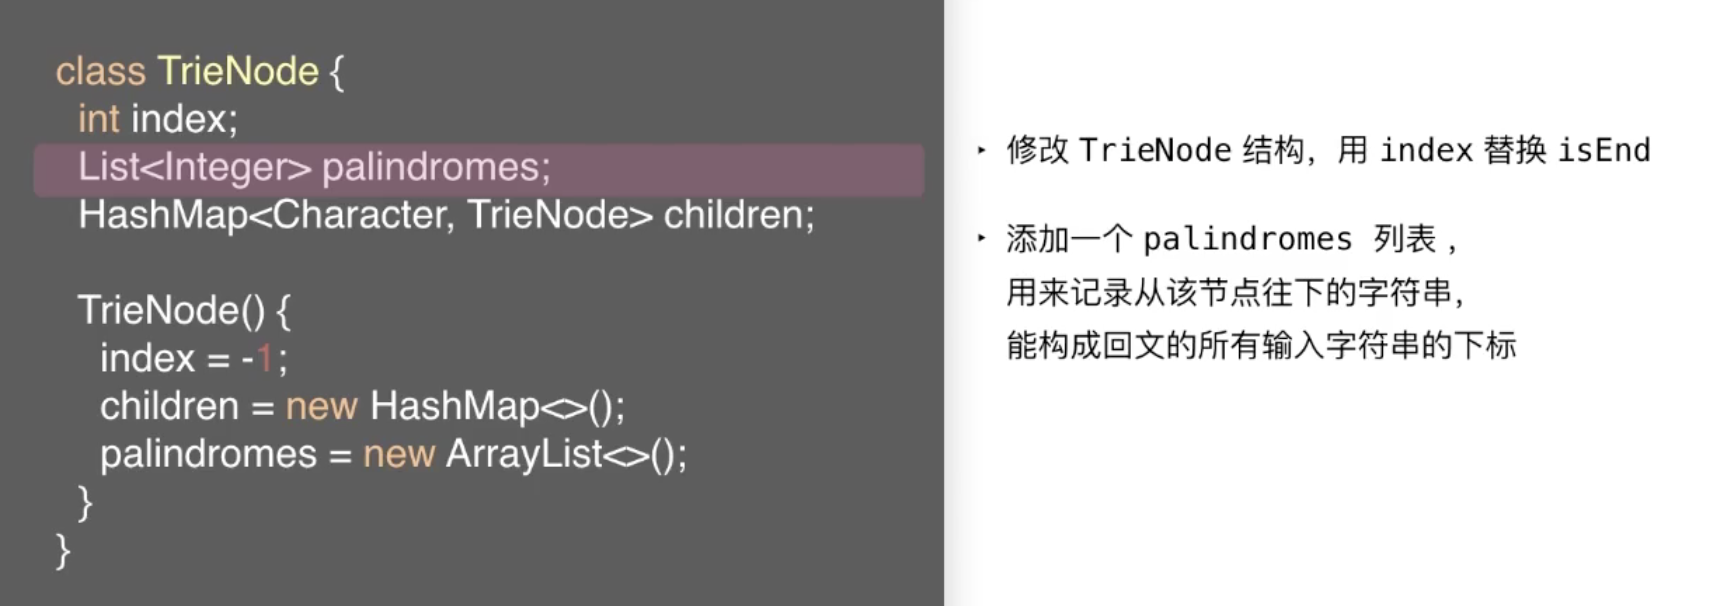 class TrieNode {
int index;
List<Integer> palindromes;
HashMap<Character, TrieNode> children;
TrieNode() {
index = -1;
children = new HashMap<>();
palindromes = new ArrayList<>();
}
}
‣ 修改 TrieNode 结构，用 index 替换 isEnd
‣ 添加一个 palindromes 列表，
用来记录从该节点往下的字符串，
能构成回文的所有输入字符串的下标